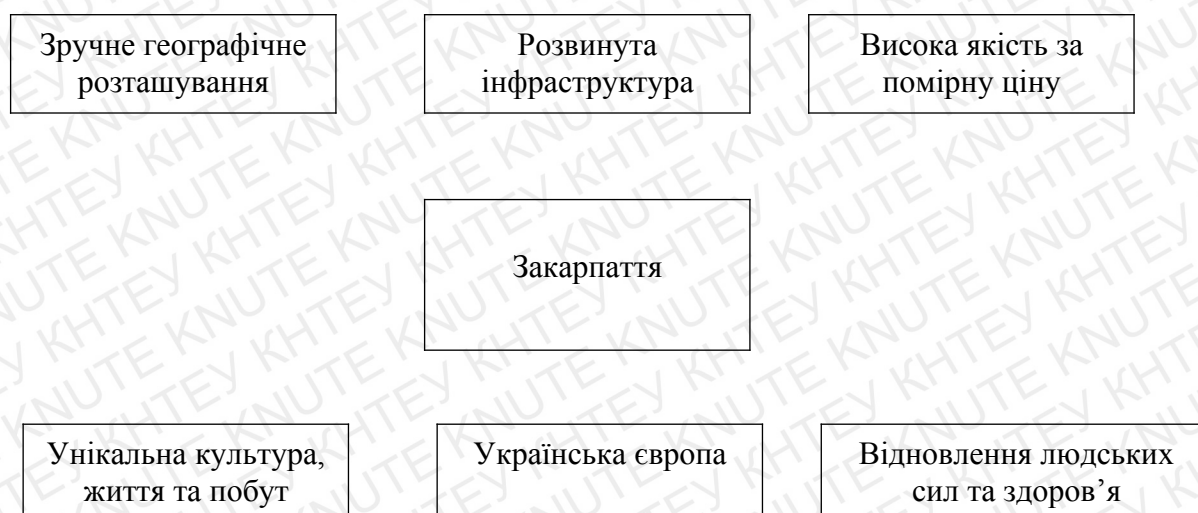 Зручне географічне
розташування
Розвинута
інфраструктура
Висока якість за
помірну ціну
Закарпаття
Унікальна культура,
життя та побут
Українська європа
Відновлення людських
сил та здоров’я